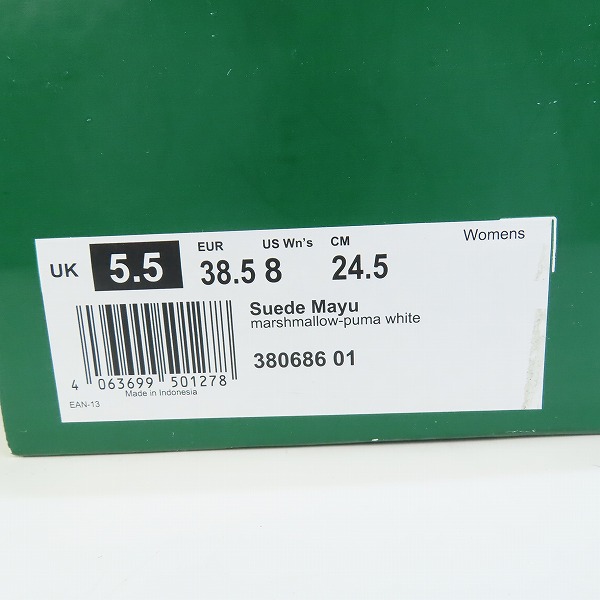 EUR US Wn's CM Womens
UK 5.5 38.5 8 24.5
Suede Mayu
marshmallow-puma white
380686 01
4 063699 501278
Made in Indonesia
EAN-13